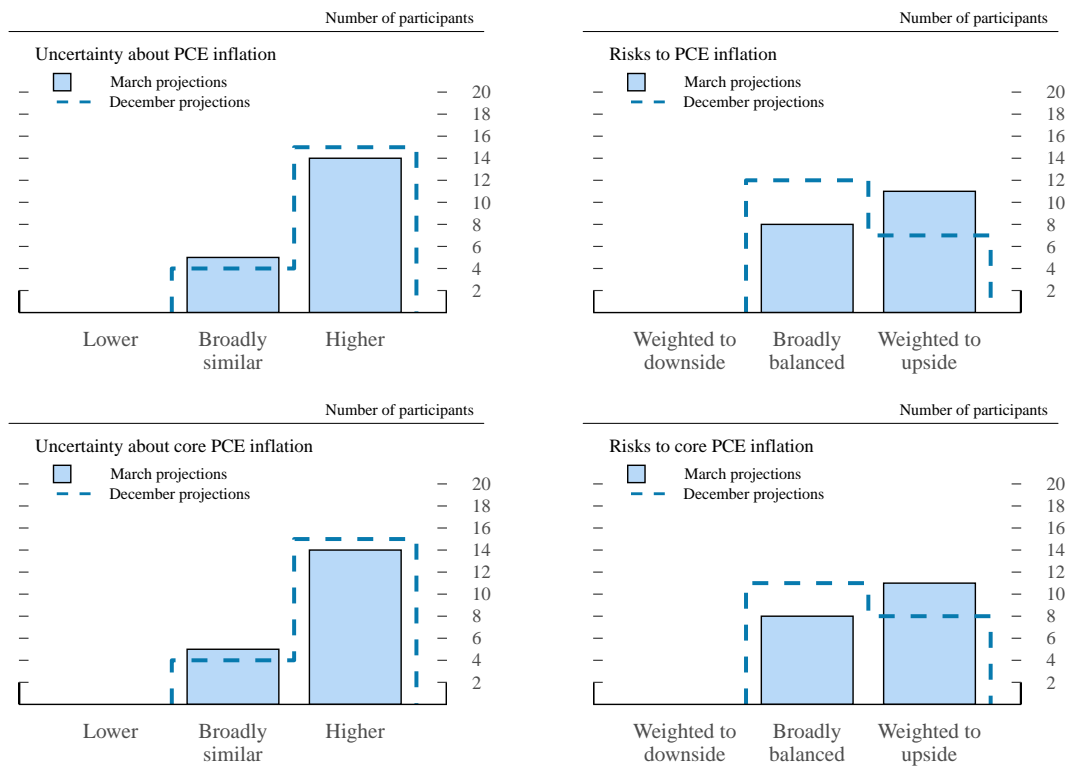 Number of participants
Uncertainty about PCE inflation
March projections
December projections
20
18
16
14
12
10
8
6
4
2
Lower
Broadly
similar
Higher
Number of participants
Risks to PCE inflation
March projections
December projections
20
18
16
14
12
10
8
6
4
2
Weighted to
downside
Broadly
balanced
Weighted to
upside
Number of participants
Uncertainty about core PCE inflation
March projections
December projections
20
18
16
14
12
10
8
6
4
2
Lower
Broadly
similar
Higher
Number of participants
Risks to core PCE inflation
March projections
December projections
20
18
16
14
12
10
8
6
4
2
Weighted to
downside
Broadly
balanced
Weighted to
upside